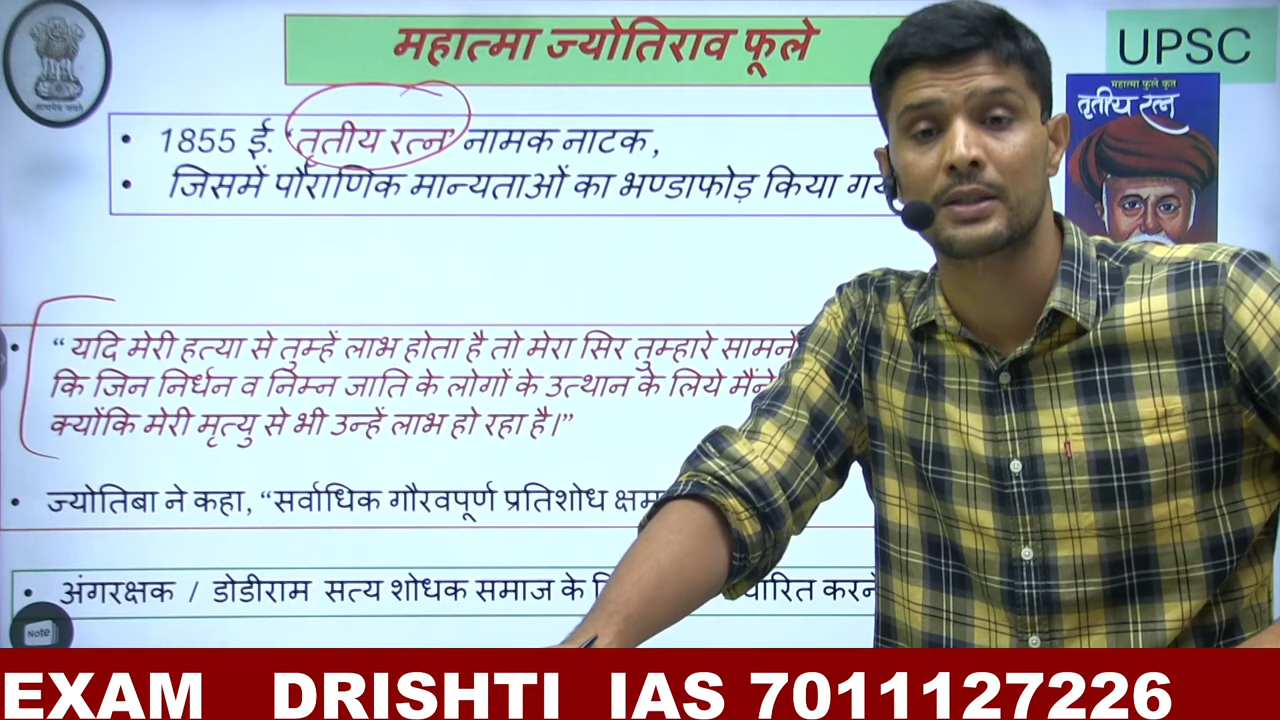 महात्मा ज्योतिराव फूले
UPSC
महात्मा फुले कृत
तृतीय रत्न
• 1855 ई. ‘तृतीय रत्न’ नामक नाटक,
• जिसमें पौराणिक मान्यताओं का भण्डाफोड़ किया
• “ यदि मेरी हत्या से तुम्हें लाभ होता है तो मेरा सिर तुम्हारे सामने
कि जिन निर्धन व निम्न जाति के लोगों के उत्थान के लिये मैंने
क्योंकि मेरी मृत्यु से भी उन्हें लाभ हो रहा है।”
• ज्योतिबा ने कहा, “सर्वाधिक गौरवपूर्ण प्रतिशोध
• अंगरक्षक / डोडीराम सत्य शोधक समाज के
Note
EXAM DRISHTI IAS 7011127226